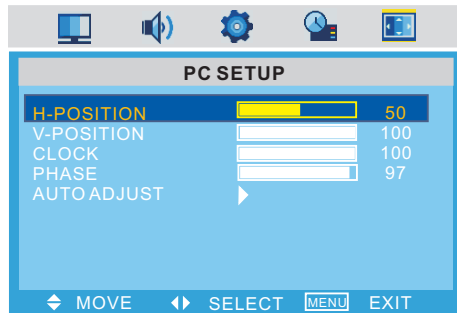 PC SETUP
H-POSITION 50
V-POSITION 100
CLOCK 100
PHASE 97
AUTO ADJUST
MOVE SELECT MENU EXIT